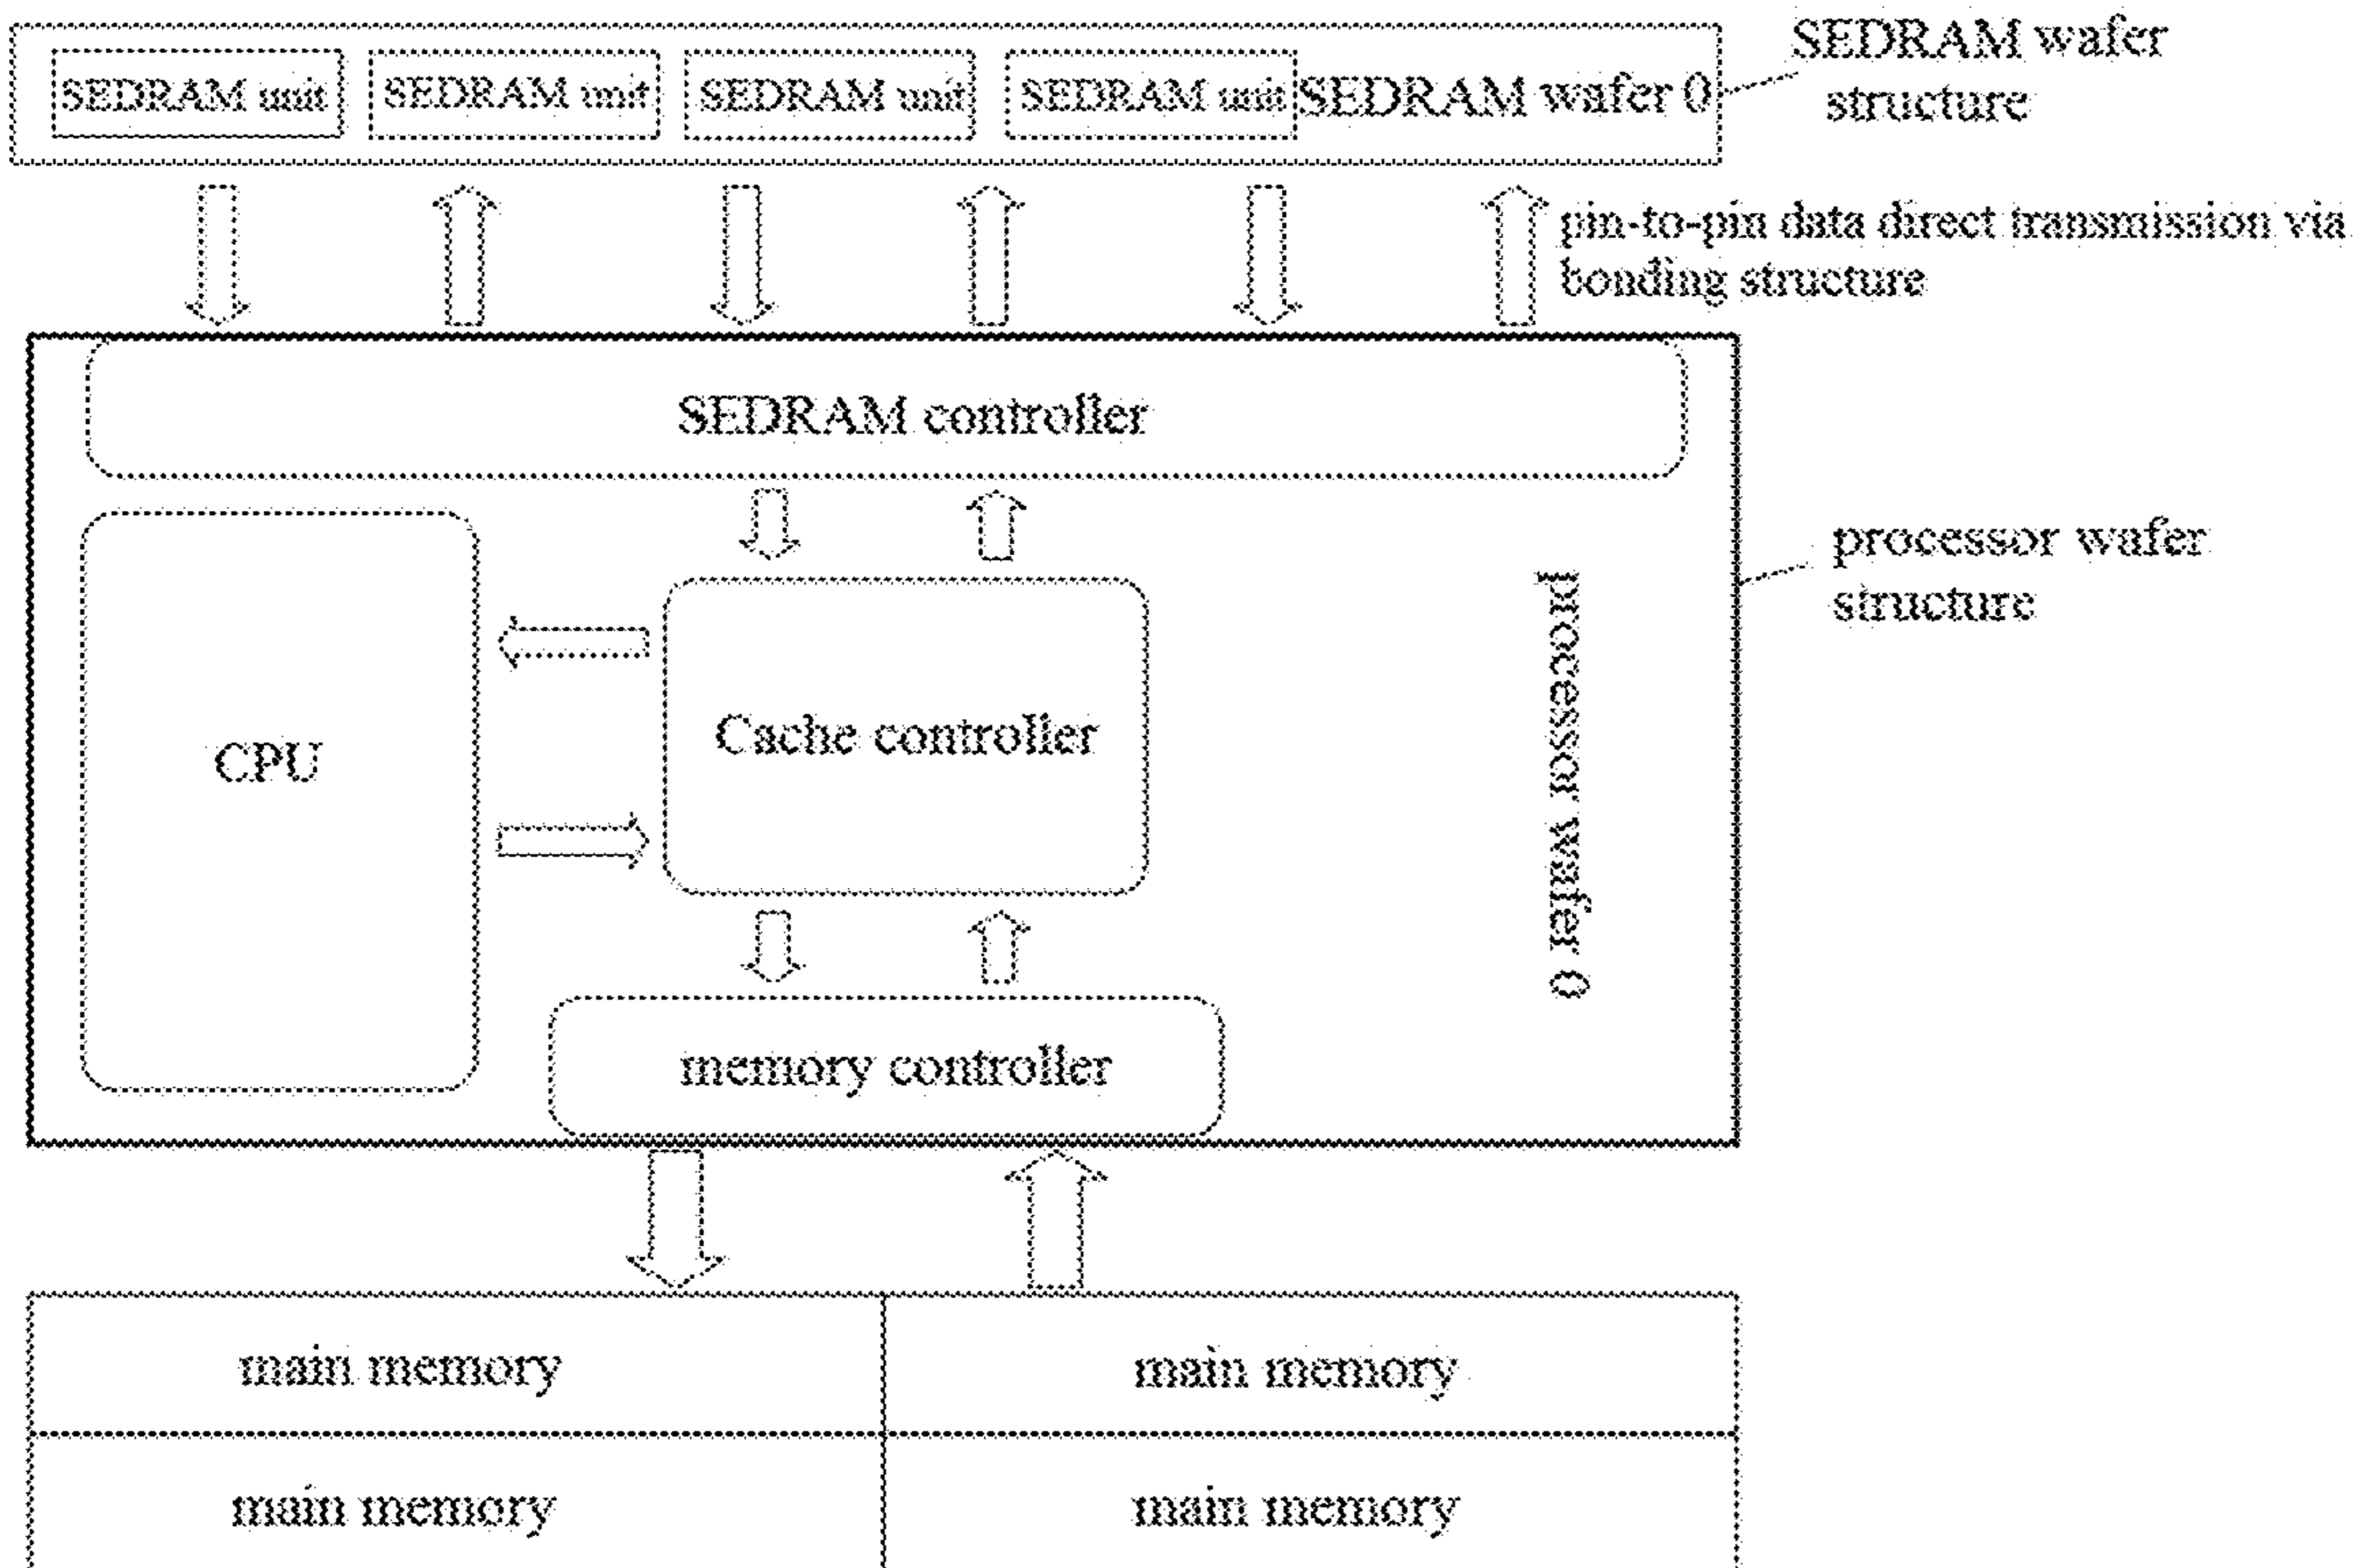 SEDRAM unit
SEDRAM unit
SEDRAM unit
SEDRAM unit
SEDRAM wafer 0
SEDRAM wafer
structure
pin-to-pin data direct transmission via
bonding structure
SEDRAM controller
processor wafer
structure
CPU
Cache controller
processor wafer 0
memory controller
main memory
main memory
main memory
main memory